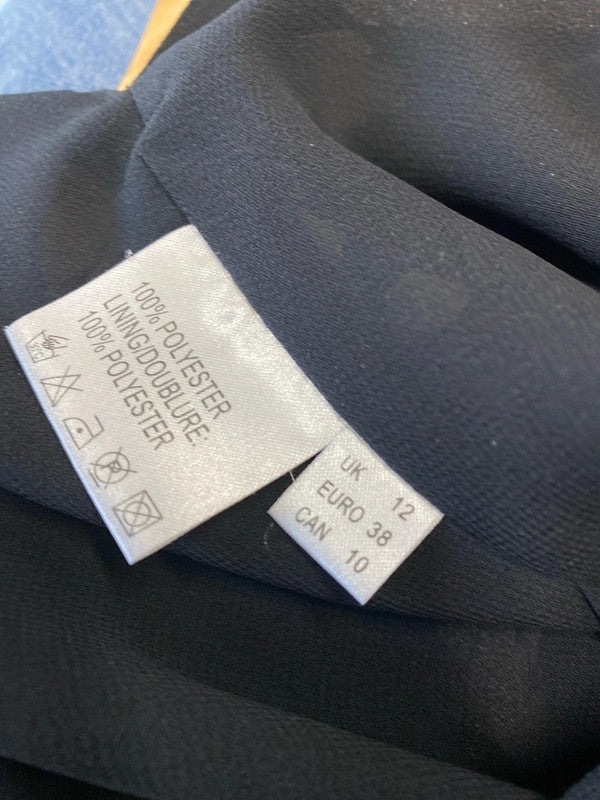 100% POLYESTER
LINING/DOUBLURE:
100% POLYESTER
UK 12
EURO 38
CAN 10